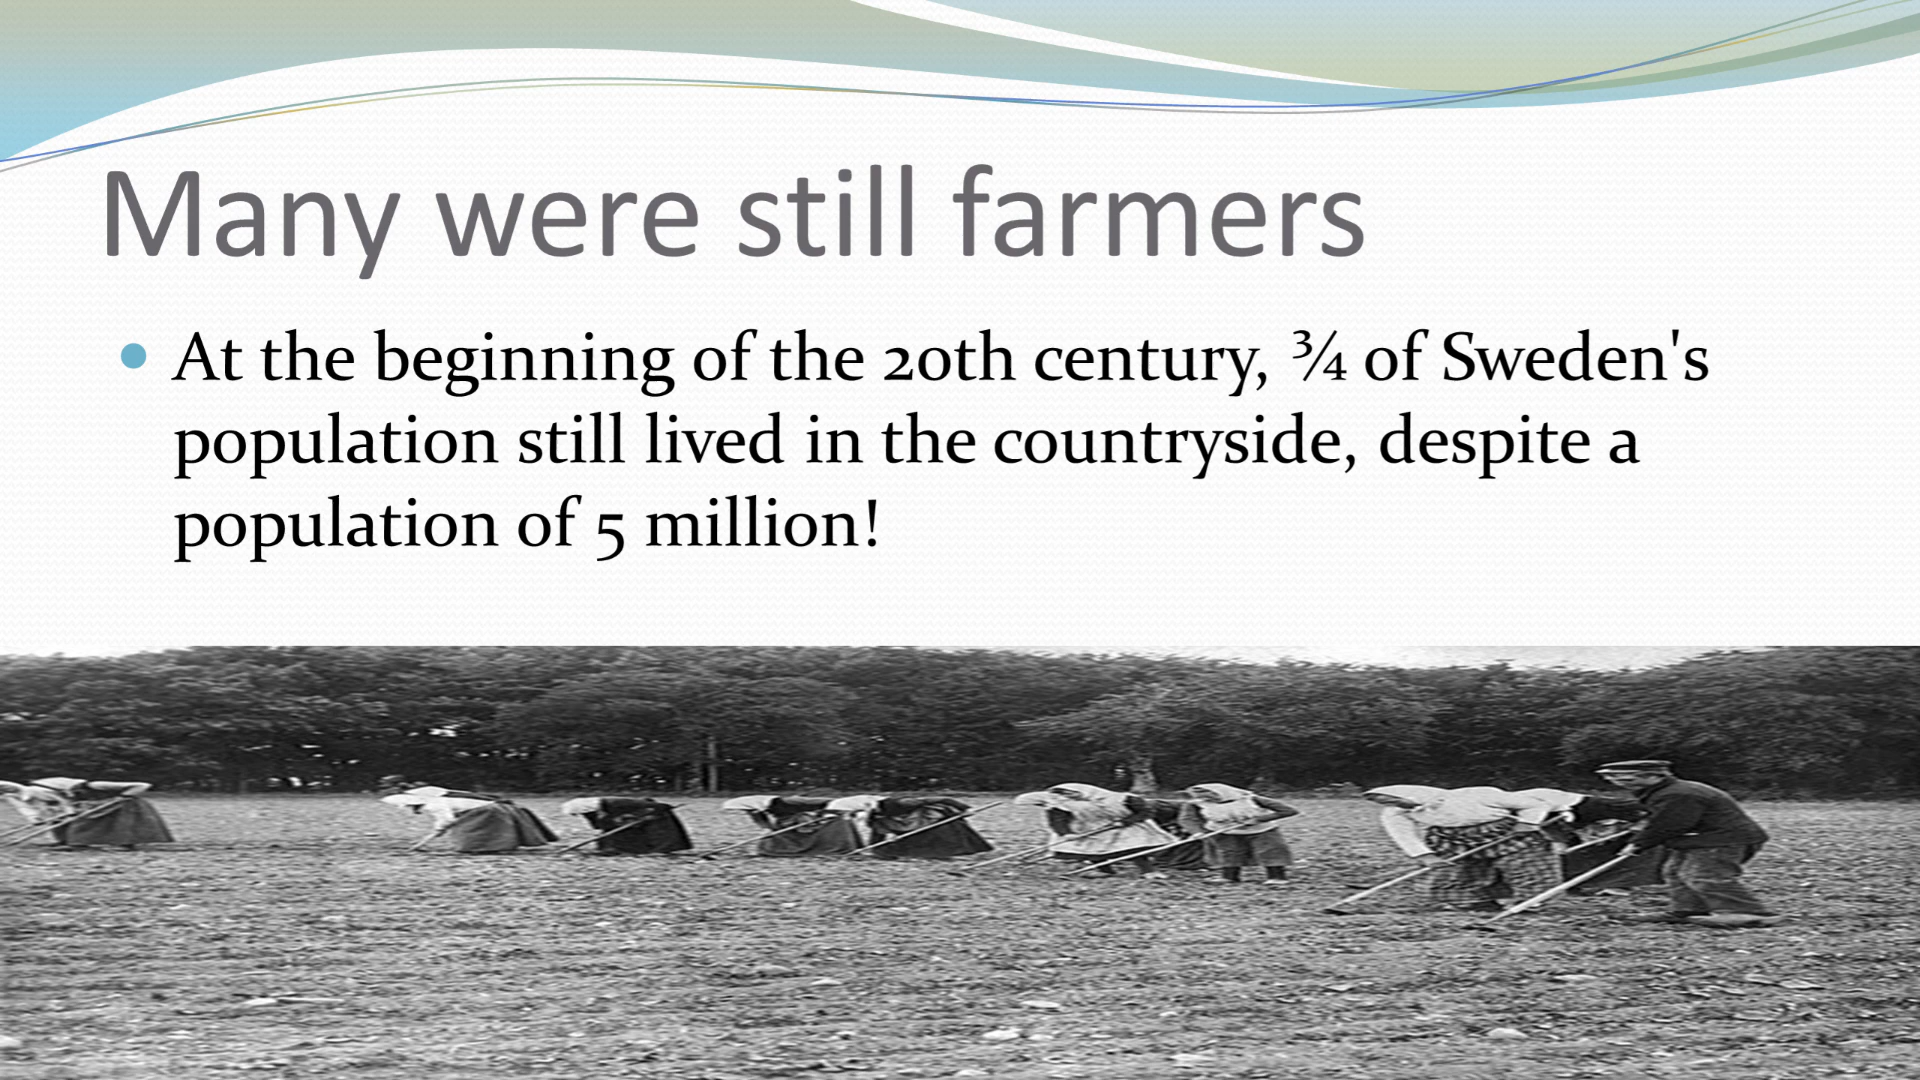 Many were still farmers
At the beginning of the 20th century, ¾ of Sweden's
population still lived in the countryside, despite a
population of 5 million!